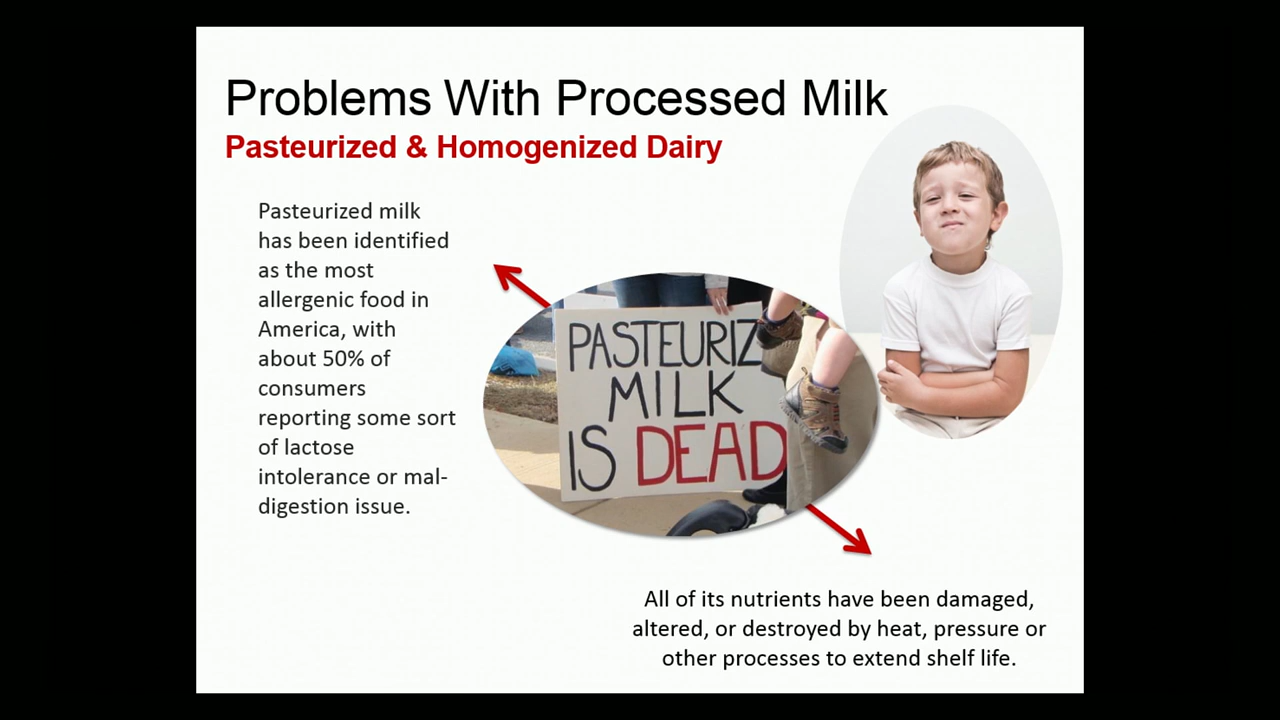 Problems With Processed Milk
Pasteurized & Homogenized Dairy
Pasteurized milk
has been identified
as the most
allergenic food in
America, with
about 50% of
consumers
reporting some sort
of lactose
intolerance or mal-
digestion issue.
PASTEURIZ
MILK
IS DEAD
All of its nutrients have been damaged,
altered, or destroyed by heat, pressure or
other processes to extend shelf life.